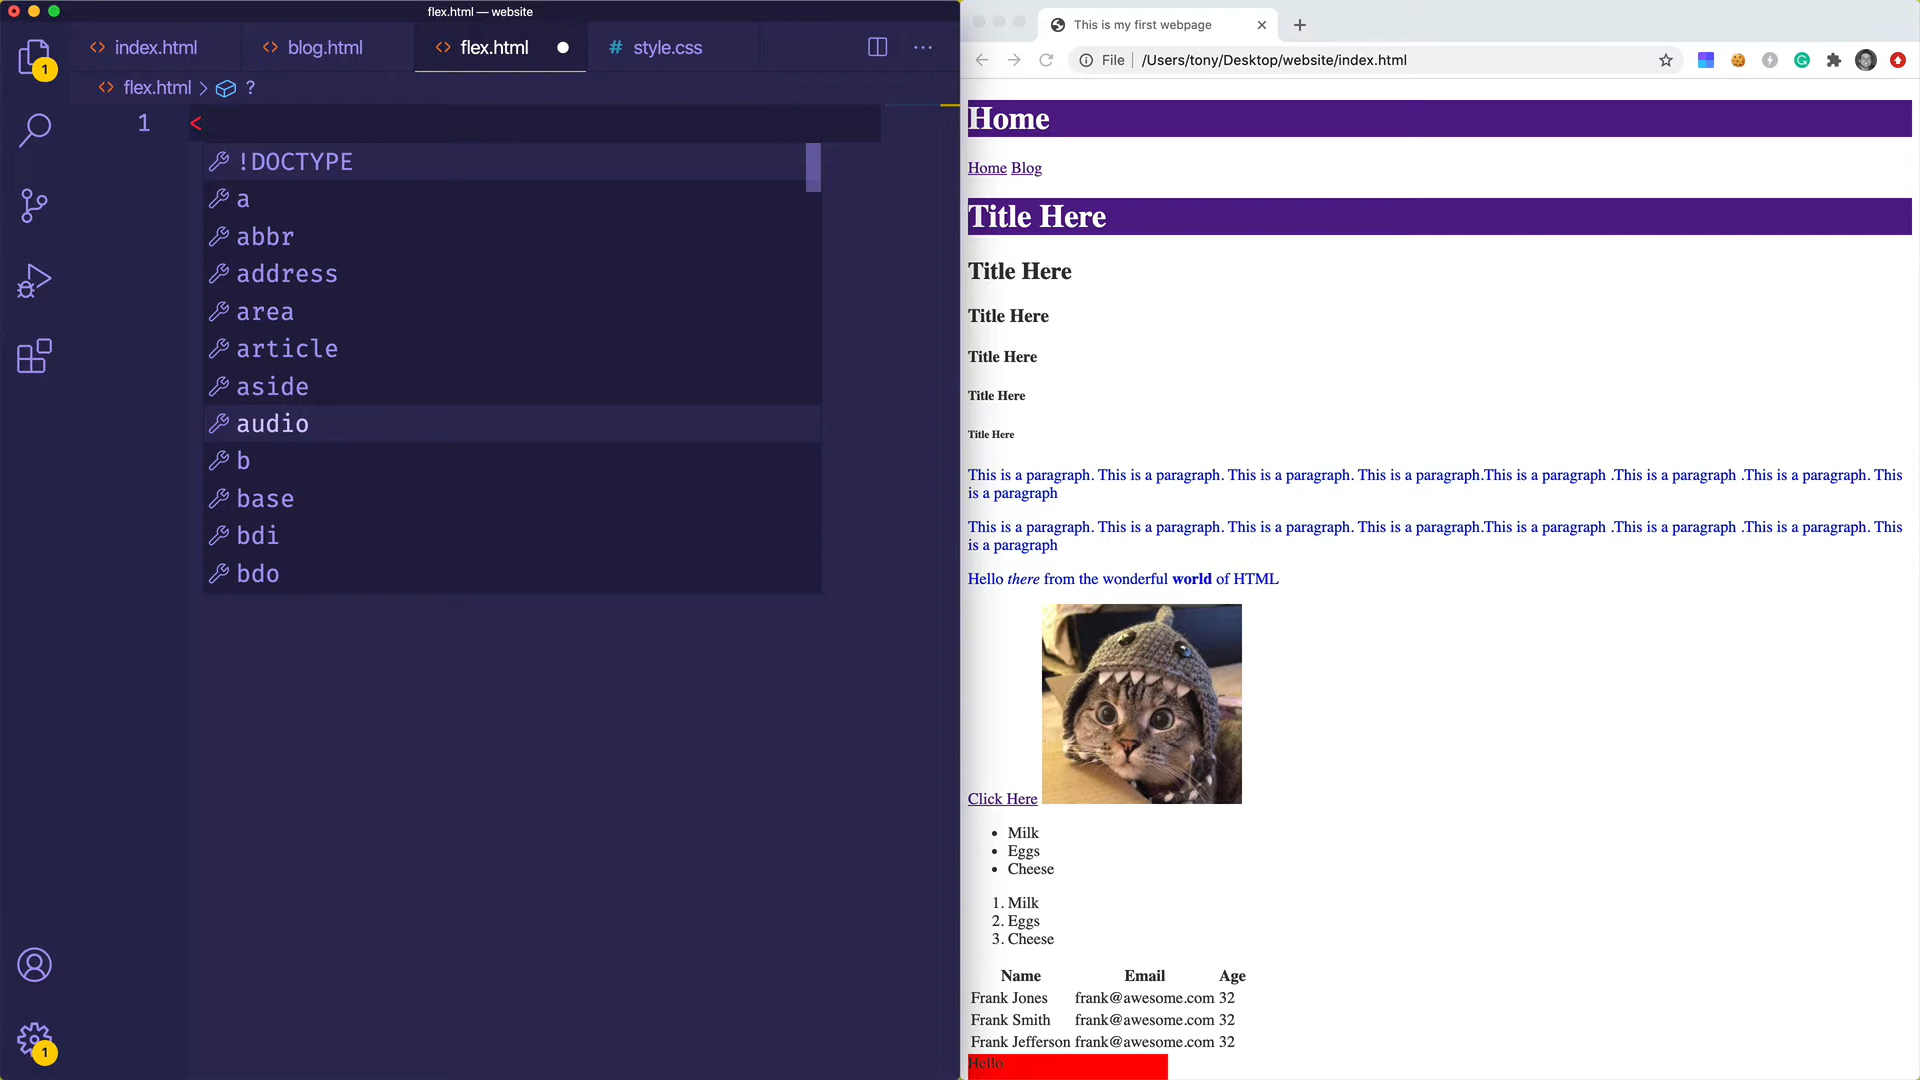 flex.html — website
index.html
blog.html
flex.html
# style.css
flex.html > ?
1
1 <
!DOCTYPE
a
abbr
address
area
article
aside
audio
b
base
bdi
bdo
1
This is my first webpage
File | /Users/tony/Desktop/website/index.html
Home
Home Blog
Title Here
Title Here
Title Here
Title Here
Title Here
Title Here
This is a paragraph. This is a paragraph. This is a paragraph. This is a paragraph.This is a paragraph .This is a paragraph .This is a paragraph. This
is a paragraph
This is a paragraph. This is a paragraph. This is a paragraph. This is a paragraph.This is a paragraph .This is a paragraph .This is a paragraph. This
is a paragraph
Hello there from the wonderful world of HTML
Click Here
• Milk
• Eggs
• Cheese
1. Milk
2. Eggs
3. Cheese
Name Email Age
Frank Jones frank@awesome.com 32
Frank Smith frank@awesome.com 32
Frank Jefferson frank@awesome.com 32
Hello